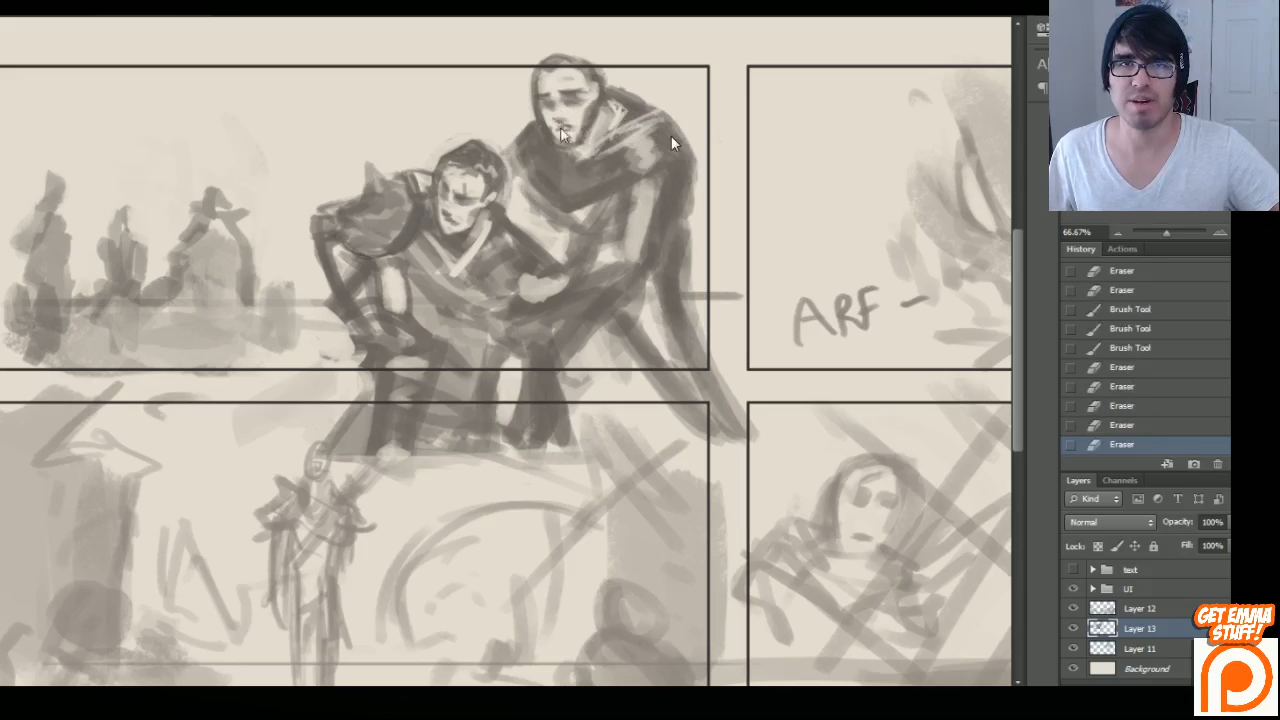 ARF -
66.67%
History Actions
Eraser
Eraser
Brush Tool
Brush Tool
Brush Tool
Eraser
Eraser
Eraser
Eraser
Eraser
Layers Channels
Kind
Normal Opacity: 100%
Lock: Fill: 100%
text
UI
Layer 12
Layer 13
Layer 11
Background
GET EMMA
STUFF!